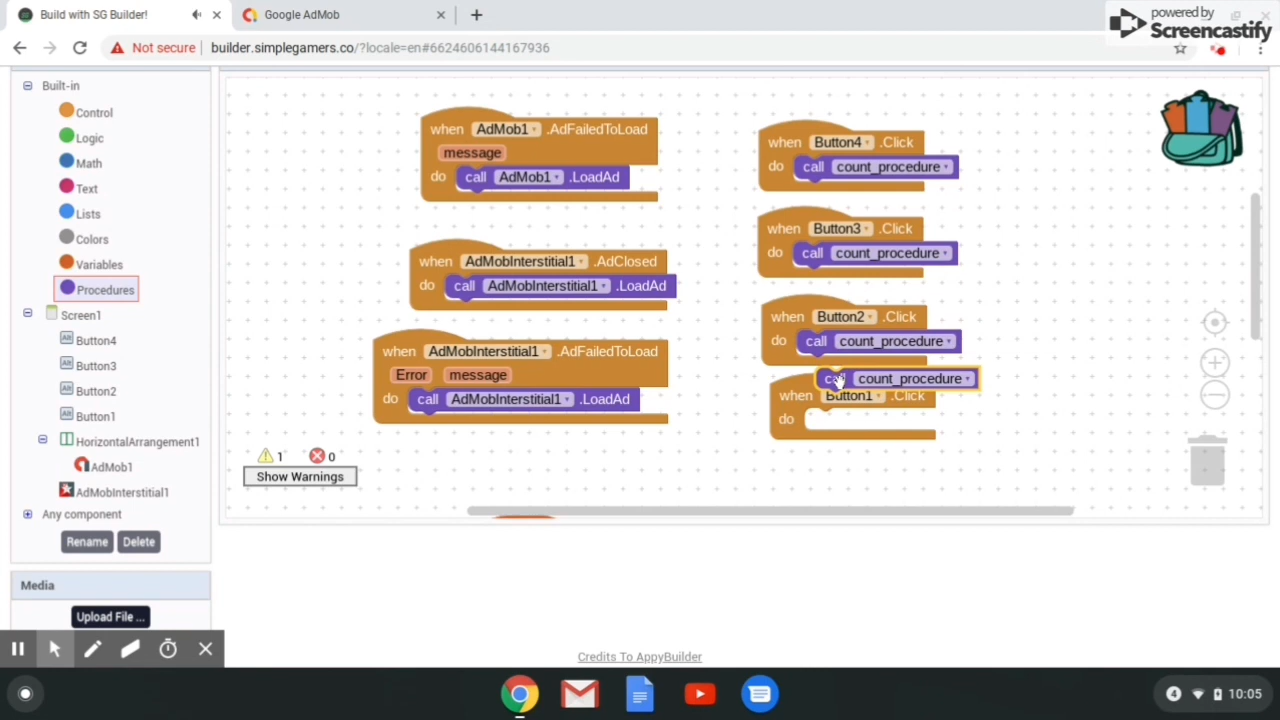 Build with SG Builder!
Google AdMob
powered by
Screencastify
Not secure
builder.simplegamers.co/?locale=en#6624606144167936
Built-in
Control
Logic
Math
Text
Lists
Colors
Variables
Procedures
Screen1
Button4
Button3
Button2
Button1
HorizontalArrangement1
AdMob1
AdMobInterstitial1
Any component
Rename
Delete
Media
Upload File ...
when AdMob1 .AdFailedToLoad
message
do call AdMob1 .LoadAd
when AdMobInterstitial1 .AdClosed
do call AdMobInterstitial1 .LoadAd
when AdMobInterstitial1 .AdFailedToLoad
Error message
do call AdMobInterstitial1 .LoadAd
1
0
Show Warnings
when Button4 .Click
do call count_procedure
when Button3 .Click
do call count_procedure
when Button2 .Click
do call count_procedure
call count_procedure
when Button1 .Click
do
Credits To AppyBuilder
4
10:05